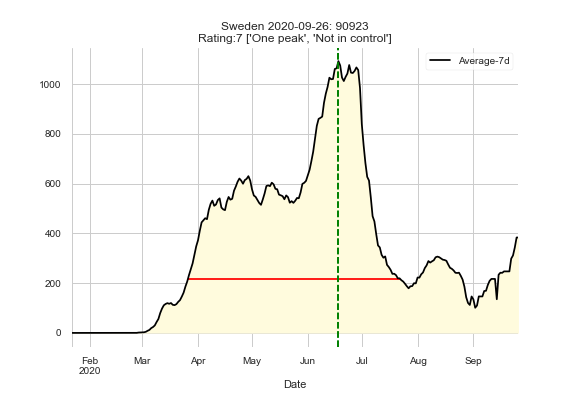 Sweden 2020-09-26: 90923
Rating:7 ['One peak', 'Not in control']
Average-7d
1000
800
600
400
200
0
Feb Mar Apr May Jun Jul Aug Sep
2020
Date